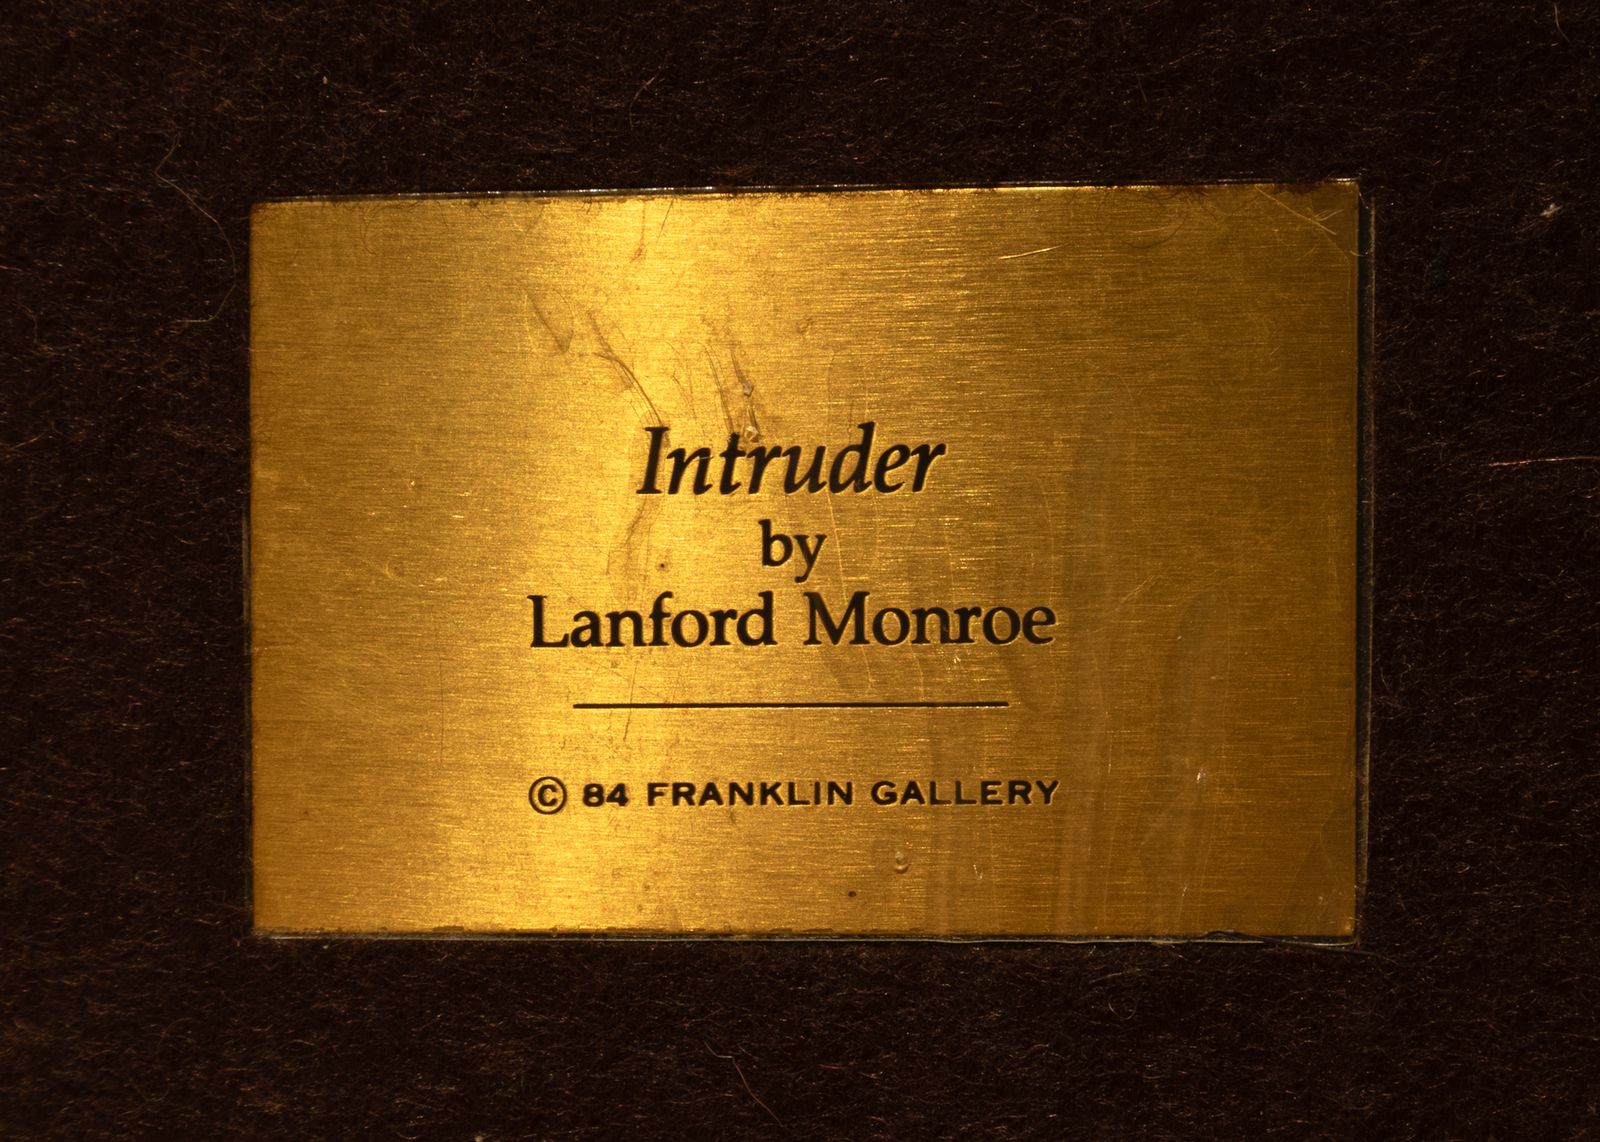 Intruder
by
Lanford Monroe
© 84 FRANKLIN GALLERY